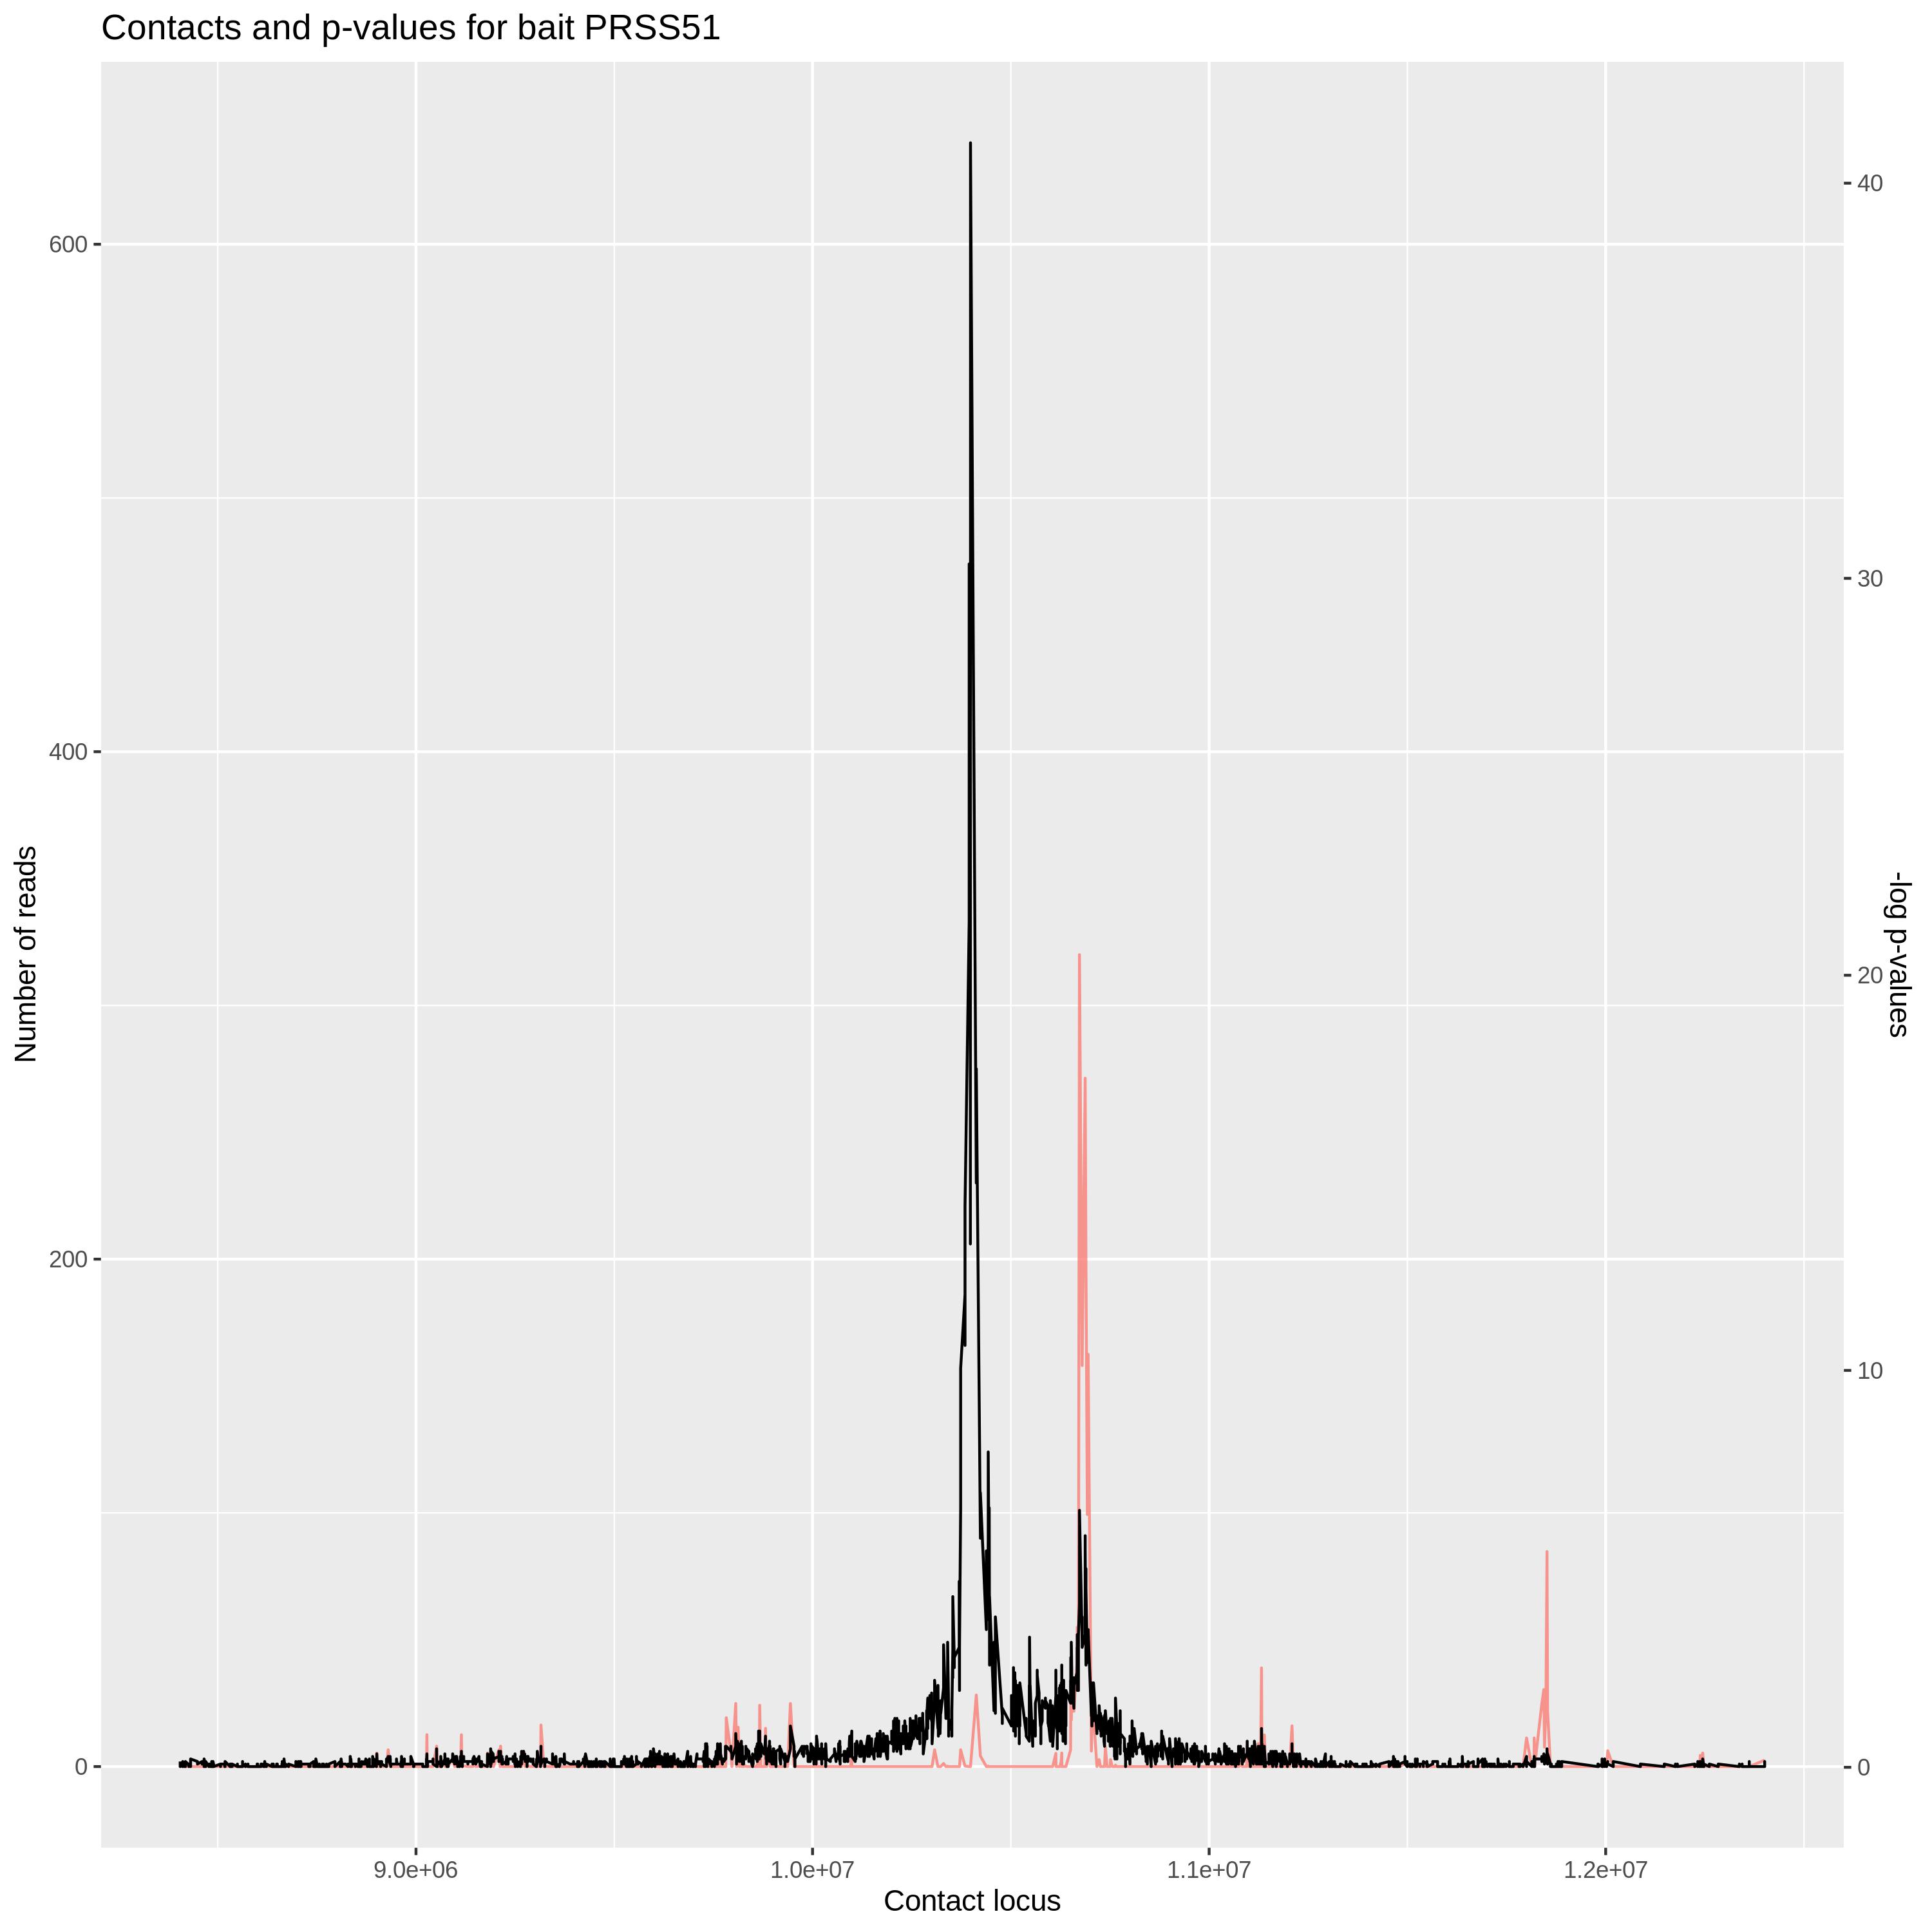 Contacts and p-values for bait PRSS51
600
400
200
0
Number of reads
40
30
20
10
0
-log p-values
9.0e+06
1.0e+07
1.1e+07
1.2e+07
Contact locus